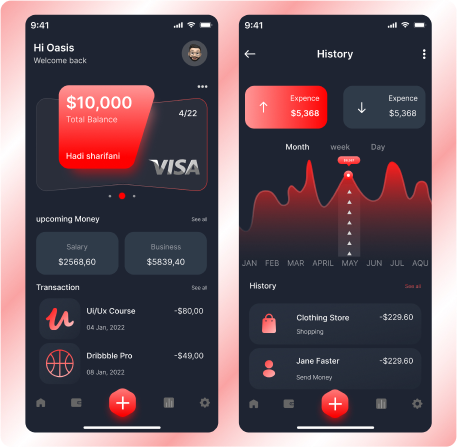 9:41
Hi Oasis
Welcome back
$10,000
Total Balance
4/22
Hadi sharifani
VISA
upcoming Money
See all
Salary
$2568,60
Business
$5839,40
Transaction
See all
Ui/Ux Course
-$80,00
04 Jan, 2022
Dribbble Pro
-$49,00
08 Jan, 2022
9:41
History
Expence
$5,368
Expence
$5,368
Month
week
Day
JAN FEB MAR APRIL MAY JUN JUL AQU
History
See all
Clothing Store
-$229.60
Shopping
Jane Faster
-$229.60
Send Money